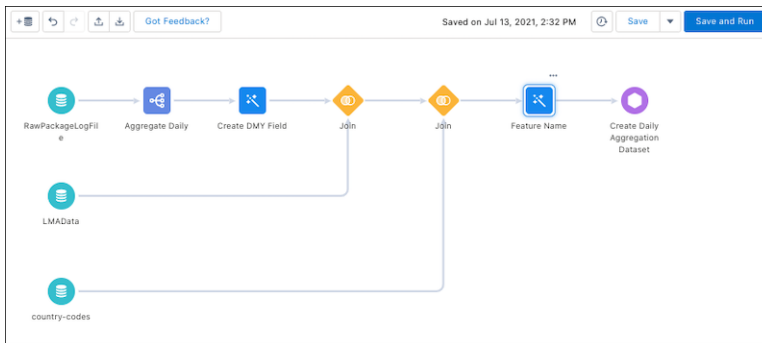 Got Feedback?
Saved on Jul 13, 2021, 2:32 PM
Save
Save and Run
RawPackageLogFil
e
Aggregate Daily
Create DMY Field
Join
Join
Feature Name
Create Daily
Aggregation
Dataset
LMAData
country-codes